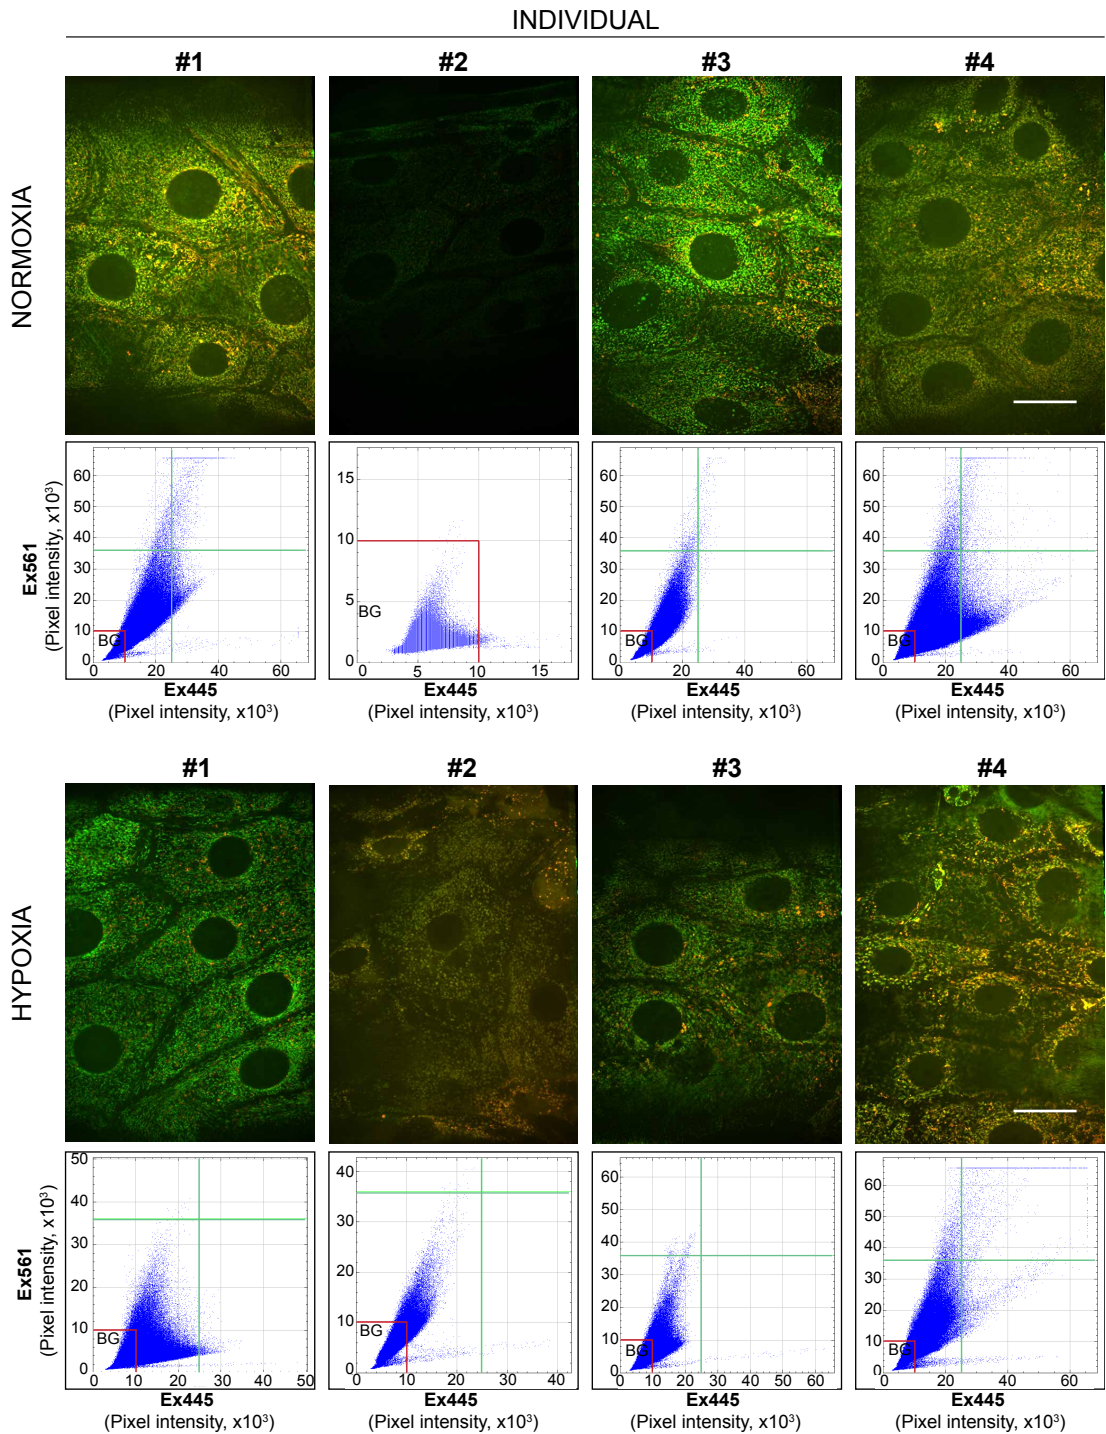 INDIVIDUAL
#1 #2 #3 #4
NORMOXIA
60 60 60
50 15 50 50
40 40 40
30 10 30 30
20 5 20 20
10 10 10
0 0 0 0
BG BG BG BG
0 20 40 60 5 10 15 0 20 40 60 0 20 40 60
Ex561
(Pixel intensity, x10³)
Ex445 Ex445 Ex445 Ex445
(Pixel intensity, x10³) (Pixel intensity, x10³) (Pixel intensity, x10³) (Pixel intensity, x10³)
#1 #2 #3 #4
HYPOXIA
50 40 60 60
40 50 50
30 30 40 40
20 20 30 30
20 20
10 10 10 10
0 0 0 0
BG BG BG BG
0 10 20 30 40 50 0 10 20 30 40 0 10 20 30 40 50 60 0 20 40 60
Ex561
(Pixel intensity, x10³)
Ex445 Ex445 Ex445 Ex445
(Pixel intensity, x10³) (Pixel intensity, x10³) (Pixel intensity, x10³) (Pixel intensity, x10³)